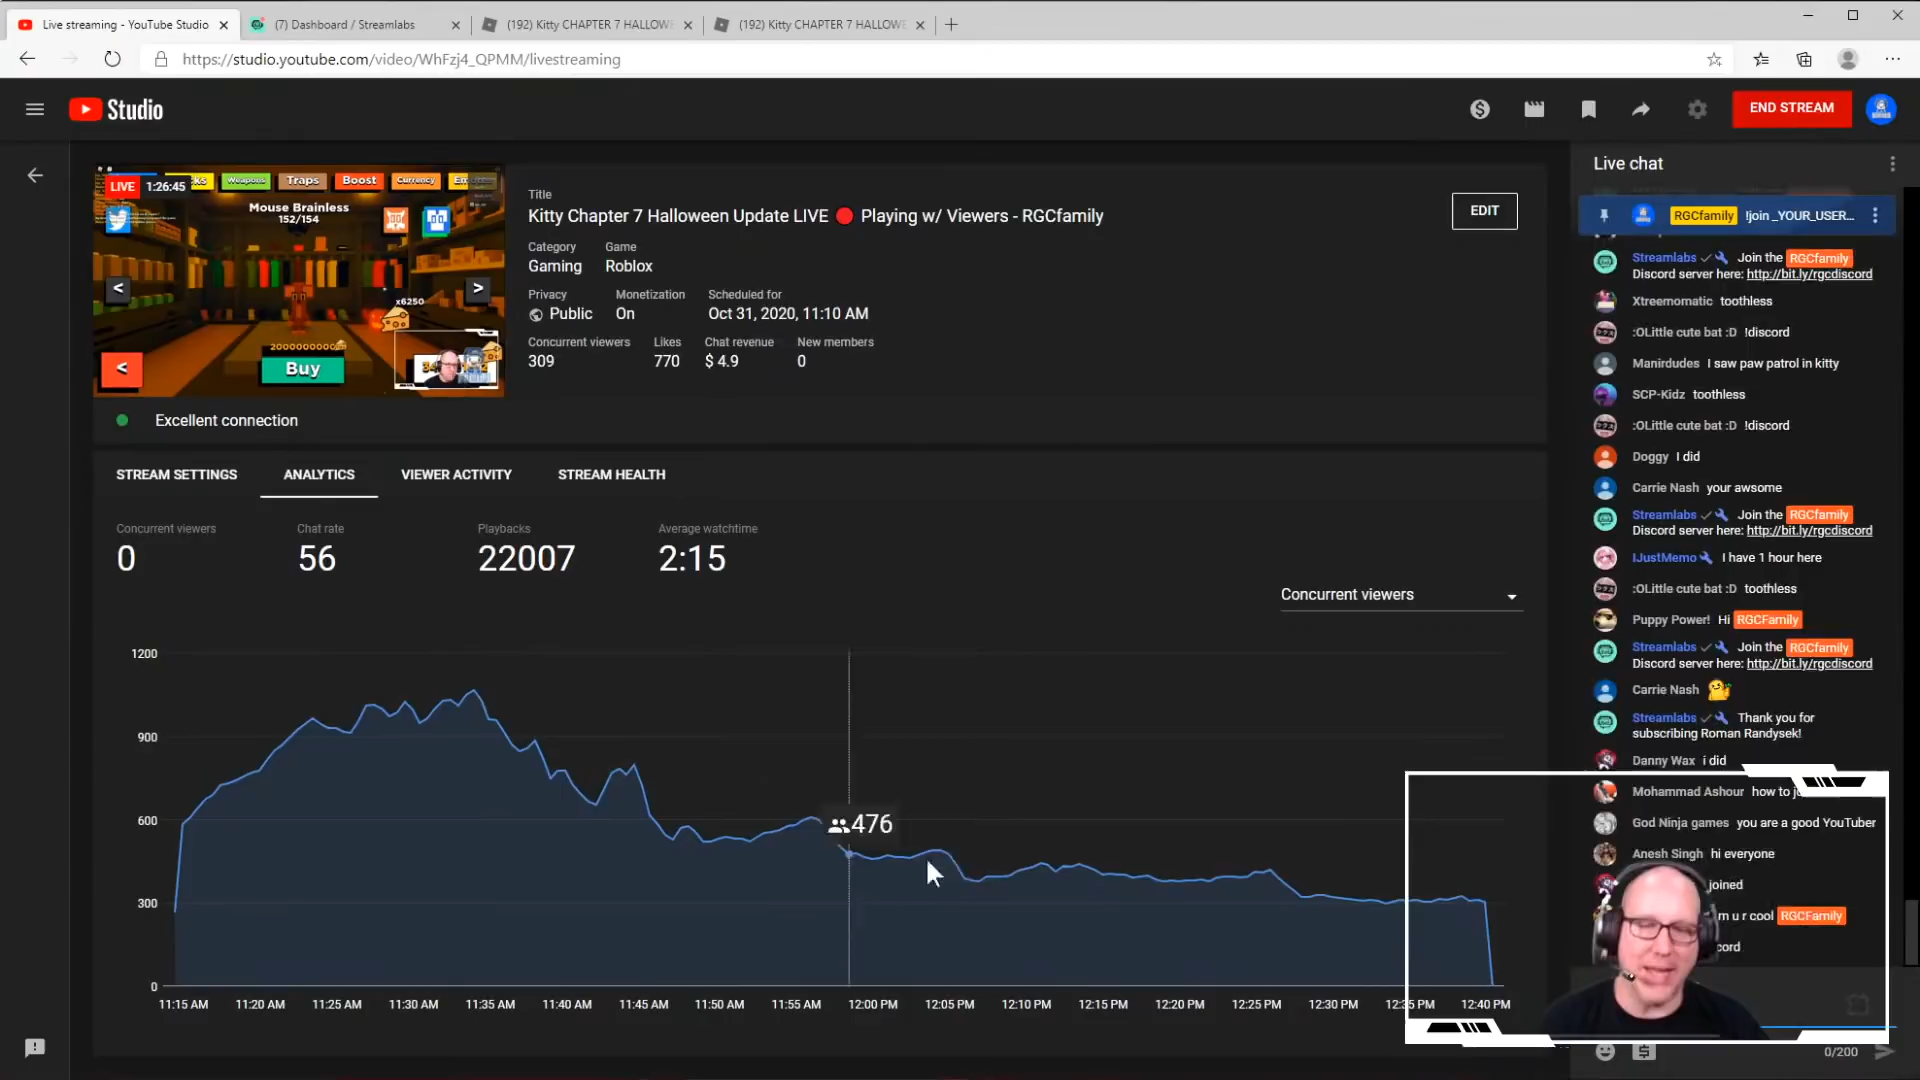 Live streaming - YouTube Studio
(7) Dashboard / Streamlabs
(192) Kitty CHAPTER 7 HALLOWE
(192) Kitty CHAPTER 7 HALLOWE
https://studio.youtube.com/video/WhFzj4_QPMM/livestreaming
Studio
END STREAM
LIVE 1:26:45
Weapons
Traps
Boost
Currency
Mouse Brainless
152/154
x6250
Buy
Title
Kitty Chapter 7 Halloween Update LIVE 🔴 Playing w/ Viewers - RGCfamily
EDIT
Category
Game
Gaming
Roblox
Privacy
Monetization
Scheduled for
Public
On
Oct 31, 2020, 11:10 AM
Concurrent viewers
Likes
Chat revenue
New members
309
770
$ 4.9
0
Excellent connection
STREAM SETTINGS
ANALYTICS
VIEWER ACTIVITY
STREAM HEALTH
Concurrent viewers
Chat rate
Playbacks
Average watchtime
0
56
22007
2:15
Concurrent viewers
1200
900
600
300
0
476
11:15 AM
11:20 AM
11:25 AM
11:30 AM
11:35 AM
11:40 AM
11:45 AM
11:50 AM
11:55 AM
12:00 PM
12:05 PM
12:10 PM
12:15 PM
12:20 PM
12:25 PM
12:30 PM
12:35 PM
12:40 PM
Live chat
RGCfamily !join _YOUR_USER...
Streamlabs Join the RGCfamily
Discord server here: http://bit.ly/rgcdiscord
Xtreemomatic toothless
:OLittle cute bat :D !discord
Manirdudes I saw paw patrol in kitty
SCP-Kidz toothless
:OLittle cute bat :D !discord
Doggy I did
Carrie Nash your awsome
Streamlabs Join the RGCfamily
Discord server here: http://bit.ly/rgcdiscord
IJustMemo I have 1 hour here
:OLittle cute bat :D toothless
Puppy Power! Hi RGCFamily
Streamlabs Join the RGCfamily
Discord server here: http://bit.ly/rgcdiscord
Carrie Nash
Streamlabs Thank you for
subscribing Roman Randysek!
Danny Wax i did
Mohammad Ashour how to
God Ninja games you are a good YouTuber
Anesh Singh hi everyone
joined
m u r cool RGCFamily
cord
0/200